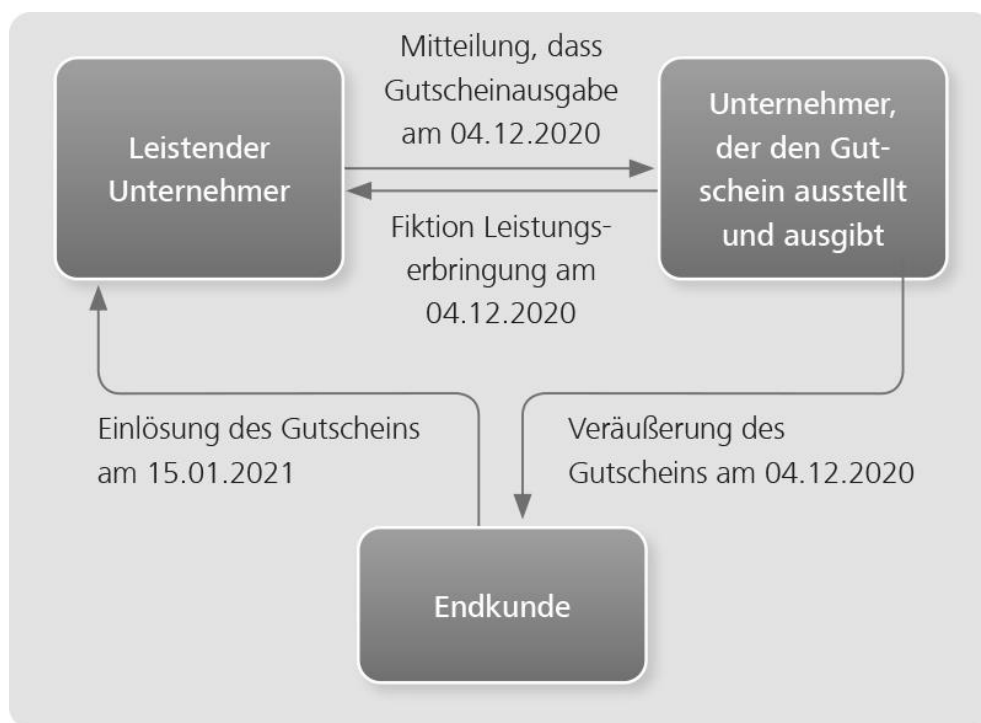 Leistender
Unternehmer
Mitteilung, dass
Gutscheinausgabe
am 04.12.2020
Unternehmer,
der den Gut-
schein ausstellt
und ausgibt
Fiktion Leistungs-
erbringung am
04.12.2020
Einlösung des Gutscheins
am 15.01.2021
Veräußerung des
Gutscheins am 04.12.2020
Endkunde